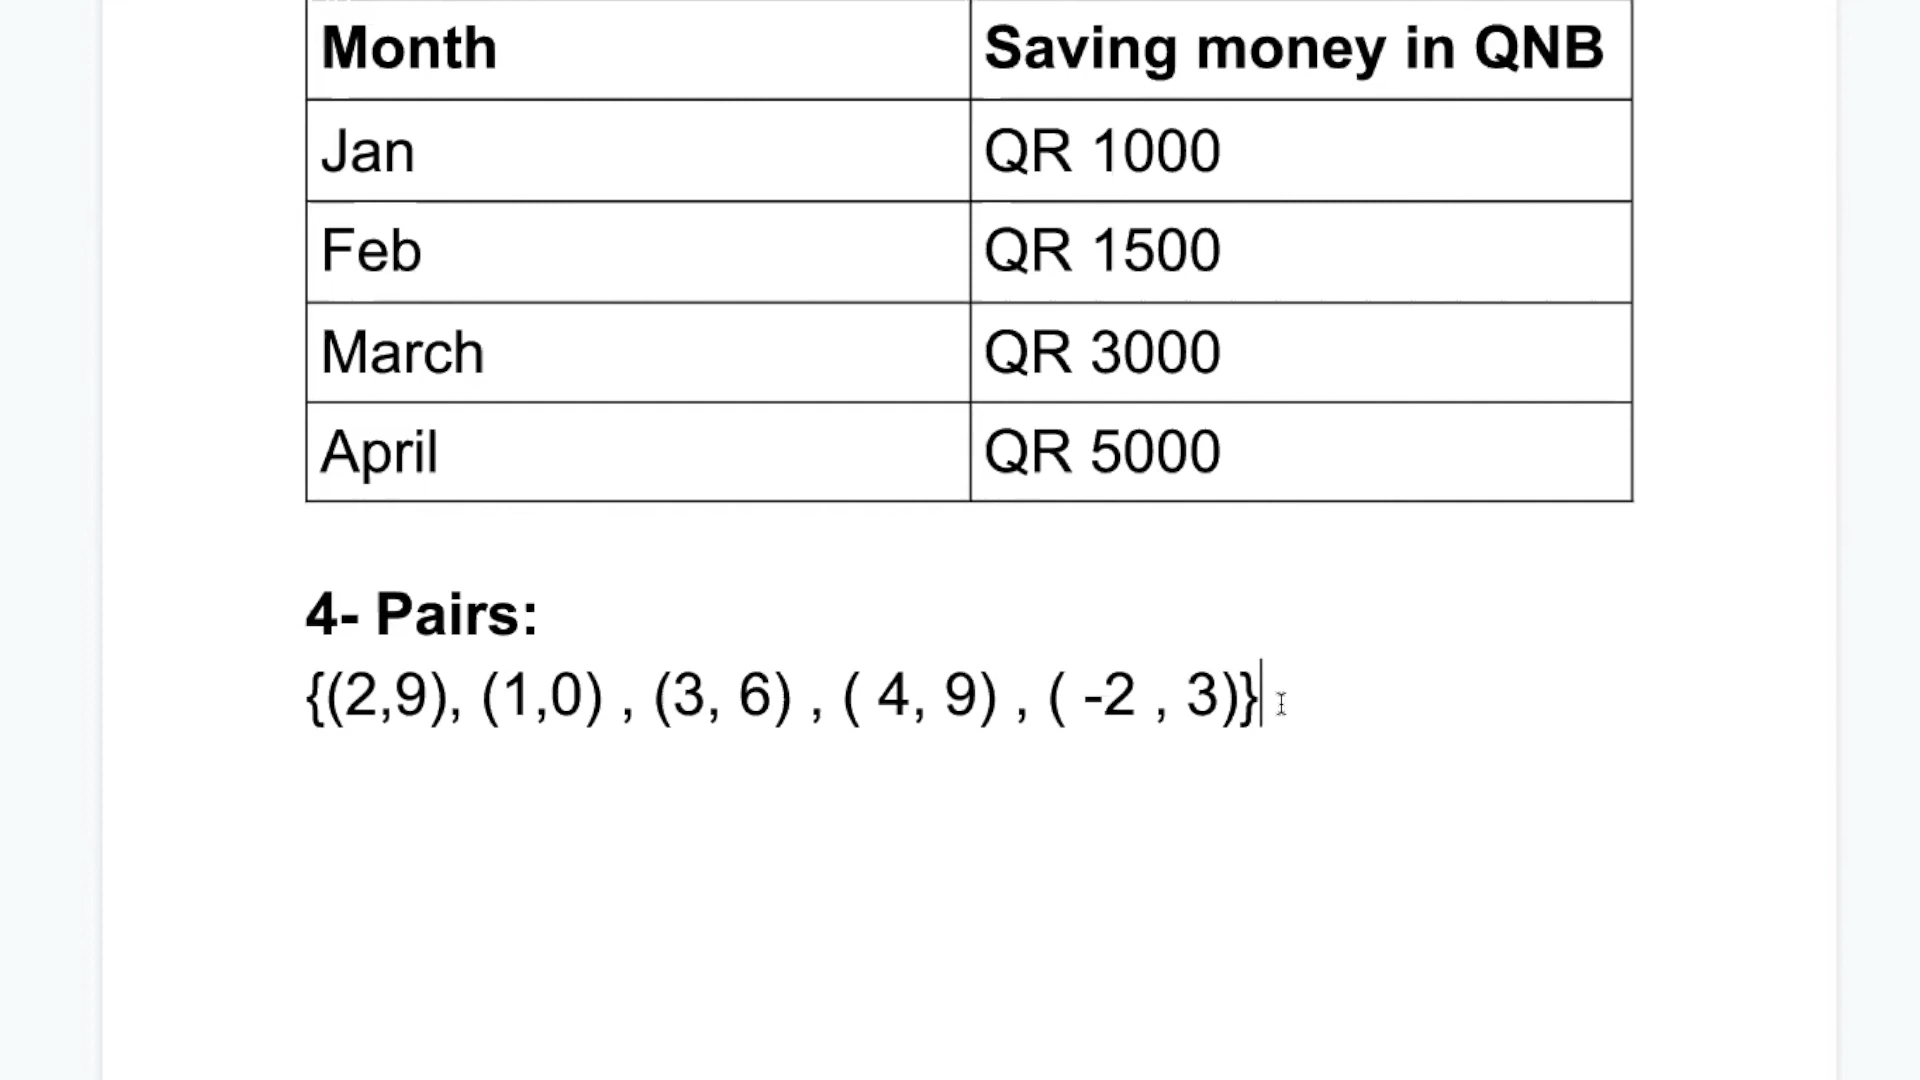 Month Saving money in QNB
Jan QR 1000
Feb QR 1500
March QR 3000
April QR 5000
4- Pairs:
{(2,9), (1,0) , (3, 6) , ( 4, 9) , ( -2 , 3)}